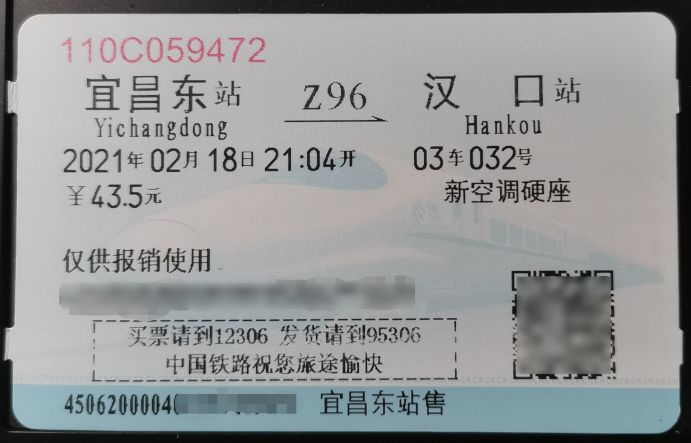 110C059472
宜昌东站 Z96 汉口站
Yichangdong Hankou
2021年02月18日21:04开 03车032号
￥43.5元 新空调硬座
仅供报销使用
买票请到12306 发货请到95306
中国铁路祝您旅途愉快
45062000040 宜昌东站售